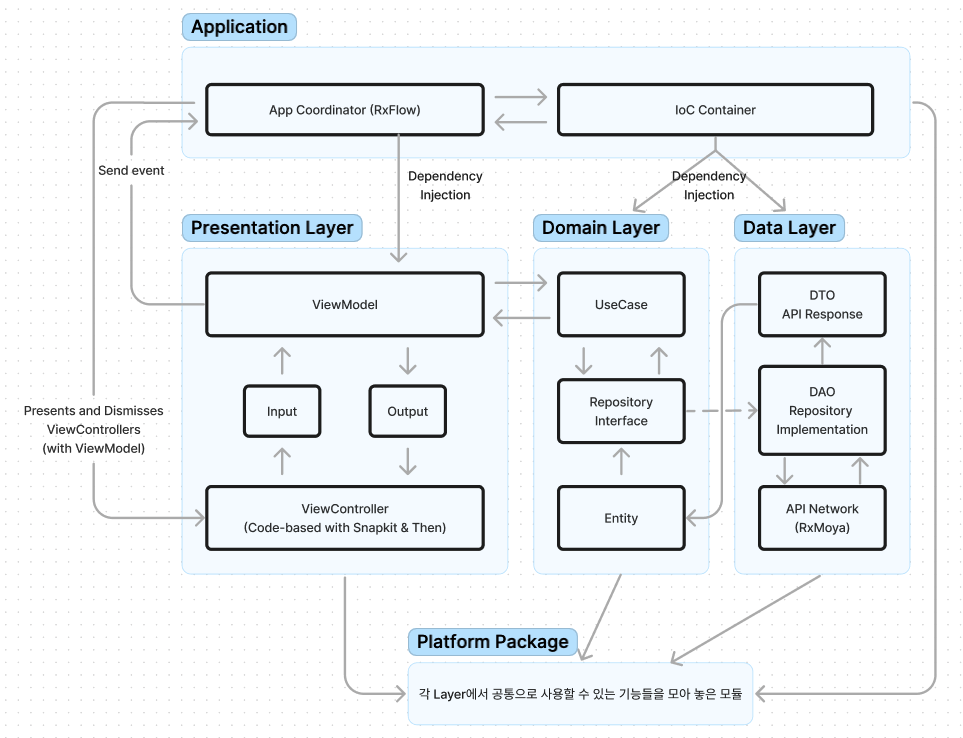 Application
App Coordinator (RxFlow)
IoC Container
Send event
Dependency
Injection
Dependency
Injection
Presentation Layer
Domain Layer
Data Layer
ViewModel
UseCase
DTO
API Response
Input
Output
Repository
Interface
DAO
Repository
Implementation
Presents and Dismisses
ViewControllers
(with ViewModel)
ViewController
(Code-based with Snapkit & Then)
Entity
API Network
(RxMoya)
Platform Package
각 Layer에서 공통으로 사용할 수 있는 기능들을 모아 놓은 모듈